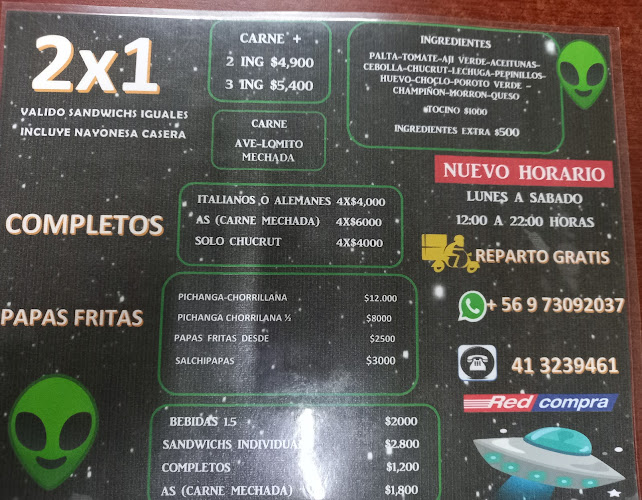 2x1
VALIDO SANDWICHS IGUALES
INCLUYE NAYONESA CASERA
CARNE +
2 ING $4,900
3 ING $5,400
CARNE
AVE-LOMITO
MECHADA
INGREDIENTES
PALTA-TOMATE-AJI VERDE-ACEITUNAS-
CEBOLLA-CHUCRUT-LECHUGA-PEPINILLOS-
HUEVO-CHOCLO-POROTO VERDE -
CHAMPIÑON-MORRON-QUESO
TOCINO $1000
INGREDIENTES EXTRA $500
NUEVO HORARIO
LUNES A SABADO
12:00 A 22:00 HORAS
REPARTO GRATIS
+ 56 9 73092037
41 3239461
Red compra
COMPLETOS
ITALIANOS O ALEMANES 4X$4,000
AS (CARNE MECHADA) 4X$6000
SOLO CHUCRUT 4X$4000
PAPAS FRITAS
PICHANGA-CHORRILLANA $12.000
PICHANGA CHORRILANA ½ $8000
PAPAS FRITAS DESDE $2500
SALCHIPAPAS $3000
BEBIDAS 1.5 $2000
SANDWICHS INDIVIDUAL $2.800
COMPLETOS $1,200
AS (CARNE MECHADA) $1,800